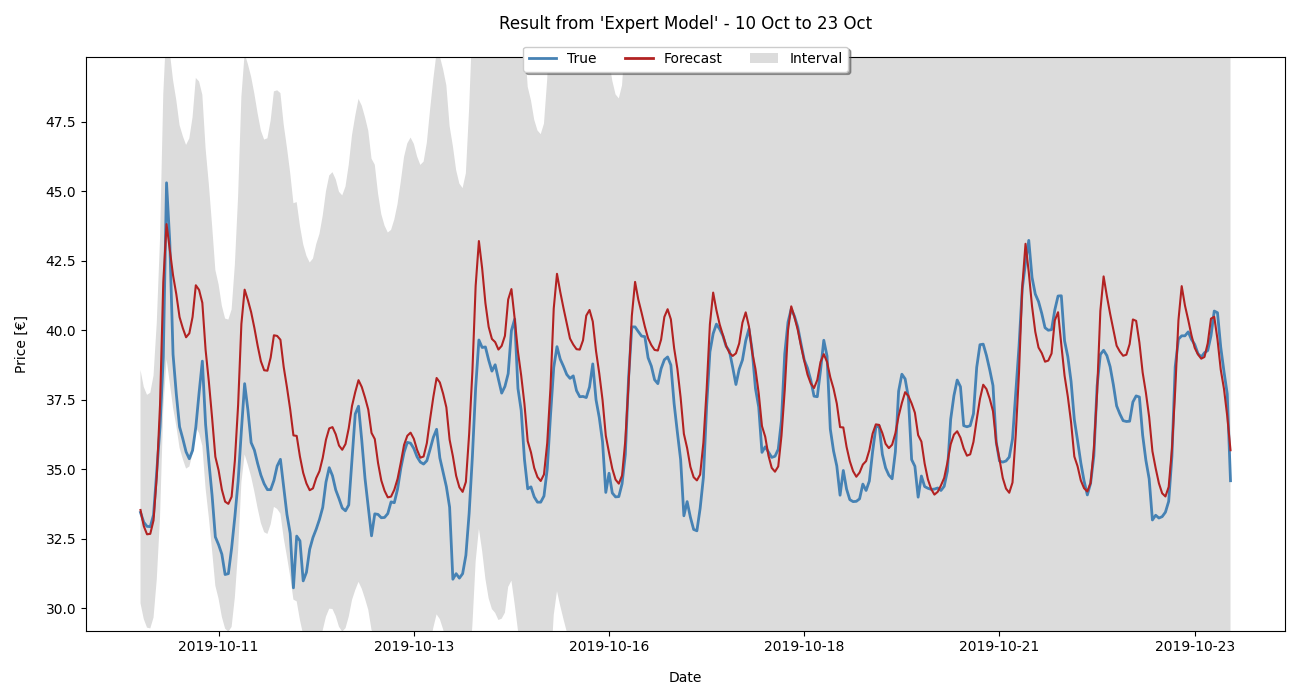 Result from 'Expert Model' - 10 Oct to 23 Oct
True Forecast Interval
47.5
45.0
42.5
40.0
37.5
35.0
32.5
30.0
Price [€]
2019-10-11 2019-10-13 2019-10-16 2019-10-18 2019-10-21 2019-10-23
Date